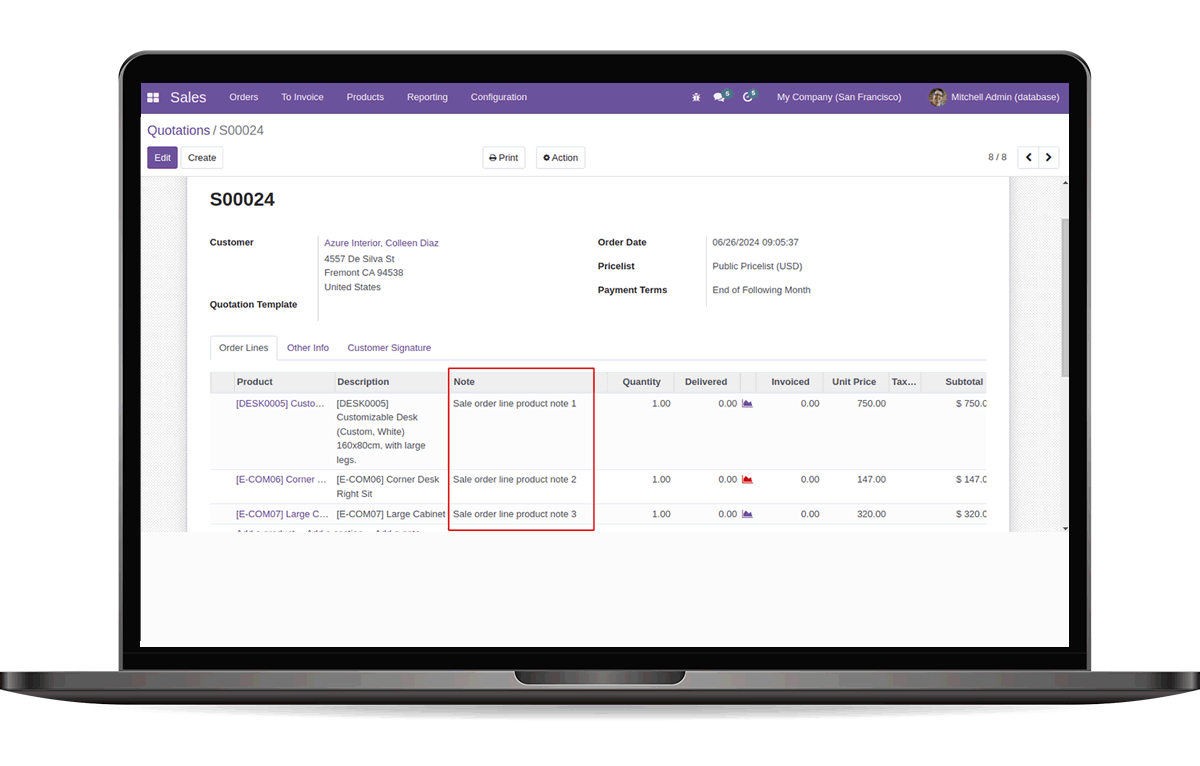 Sales Orders To Invoice Products Reporting Configuration 5 5 My Company (San Francisco) Mitchell Admin (database)
Quotations / S00024
Edit Create Print Action 8 / 8
S00024
Customer Azure Interior, Colleen Diaz Order Date 06/26/2024 09:05:37
4557 De Silva St
Fremont CA 94538 Pricelist Public Pricelist (USD)
United States Payment Terms End of Following Month
Quotation Template
Order Lines Other Info Customer Signature
Product Description Note Quantity Delivered Invoiced Unit Price Tax... Subtotal
[DESK0005] Custo... [DESK0005] Sale order line product note 1 1.00 0.00 0.00 750.00 $ 750.0
Customizable Desk
(Custom, White)
160x80cm, with large
legs.
[E-COM06] Corner ... [E-COM06] Corner Desk Sale order line product note 2 1.00 0.00 0.00 147.00 $ 147.0
Right Sit
[E-COM07] Large C... [E-COM07] Large Cabinet Sale order line product note 3 1.00 0.00 0.00 320.00 $ 320.0